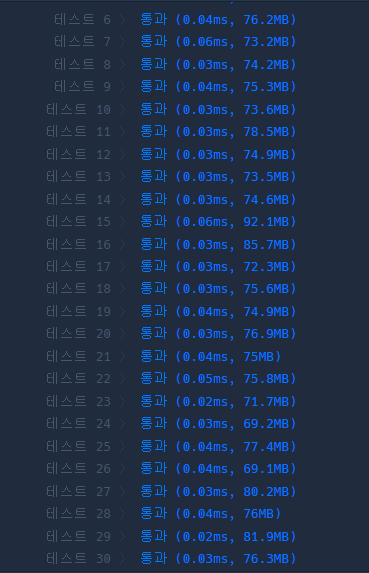 테스트 6 > 통과 (0.04ms, 76.2MB)
테스트 7 > 통과 (0.06ms, 73.2MB)
테스트 8 > 통과 (0.03ms, 74.2MB)
테스트 9 > 통과 (0.04ms, 75.3MB)
테스트 10 > 통과 (0.03ms, 73.6MB)
테스트 11 > 통과 (0.03ms, 78.5MB)
테스트 12 > 통과 (0.03ms, 74.9MB)
테스트 13 > 통과 (0.03ms, 73.5MB)
테스트 14 > 통과 (0.03ms, 74.6MB)
테스트 15 > 통과 (0.06ms, 92.1MB)
테스트 16 > 통과 (0.03ms, 85.7MB)
테스트 17 > 통과 (0.03ms, 72.3MB)
테스트 18 > 통과 (0.03ms, 75.6MB)
테스트 19 > 통과 (0.04ms, 74.9MB)
테스트 20 > 통과 (0.03ms, 76.9MB)
테스트 21 > 통과 (0.04ms, 75MB)
테스트 22 > 통과 (0.05ms, 75.8MB)
테스트 23 > 통과 (0.02ms, 71.7MB)
테스트 24 > 통과 (0.03ms, 69.2MB)
테스트 25 > 통과 (0.04ms, 77.4MB)
테스트 26 > 통과 (0.04ms, 69.1MB)
테스트 27 > 통과 (0.03ms, 80.2MB)
테스트 28 > 통과 (0.04ms, 76MB)
테스트 29 > 통과 (0.02ms, 81.9MB)
테스트 30 > 통과 (0.03ms, 76.3MB)